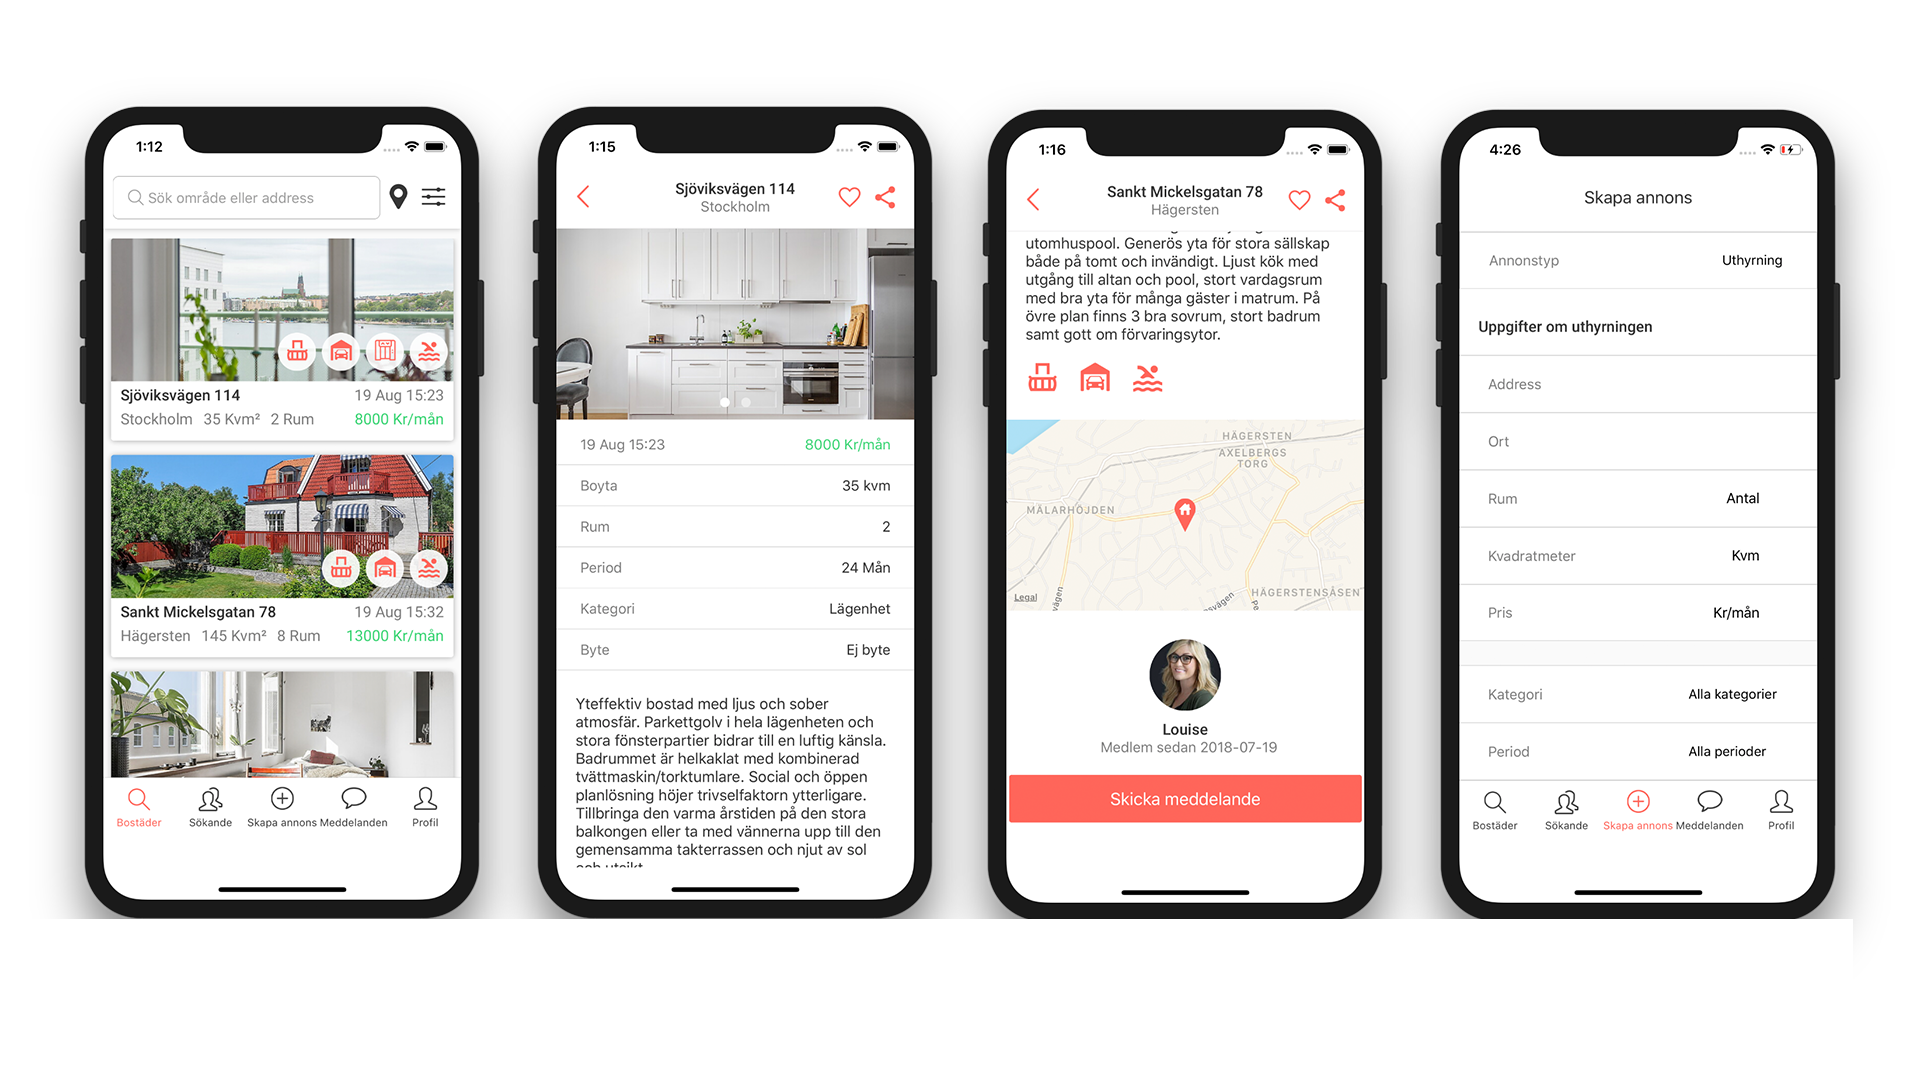 1:12
Sök område eller address
Sjöviksvägen 114 19 Aug 15:23
Stockholm 35 Kvm² 2 Rum 8000 Kr/mån
Sankt Mickelsgatan 78 19 Aug 15:32
Hägersten 145 Kvm² 8 Rum 13000 Kr/mån
Bostäder Sökande Skapa annons Meddelanden Profil
1:15
Sjöviksvägen 114
Stockholm
19 Aug 15:23 8000 Kr/mån
Boyta 35 kvm
Rum 2
Period 24 Mån
Kategori Lägenhet
Byte Ej byte
Yteffektiv bostad med ljus och sober
atmosfär. Parkettgolv i hela lägenheten och
stora fönsterpartier bidrar till en luftig känsla.
Badrummet är helkaklat med kombinerad
tvättmaskin/torktumlare. Social och öppen
planlösning höjer trivselfaktorn ytterligare.
Tillbringa den varma årstiden på den stora
balkongen eller ta med vännerna upp till den
gemensamma takterrassen och njut av sol
och utsikt.
1:16
Sankt Mickelsgatan 78
Hägersten
utomhuspool. Generös yta för stora sällskap
både på tomt och invändigt. Ljust kök med
utgång till altan och pool, stort vardagsrum
med bra yta för många gäster i matrum. På
övre plan finns 3 bra sovrum, stort badrum
samt gott om förvaringsytor.
HÄGERSTEN
AXELBERGS
TORG
MÄLARHÖJDEN
HÄGERSTENSÅSEN
Legal
Louise
Medlem sedan 2018-07-19
Skicka meddelande
4:26
Skapa annons
Annonstyp Uthyrning
Uppgifter om uthyrningen
Address
Ort
Rum Antal
Kvadratmeter Kvm
Pris Kr/mån
Kategori Alla kategorier
Period Alla perioder
Bostäder Sökande Skapa annons Meddelanden Profil